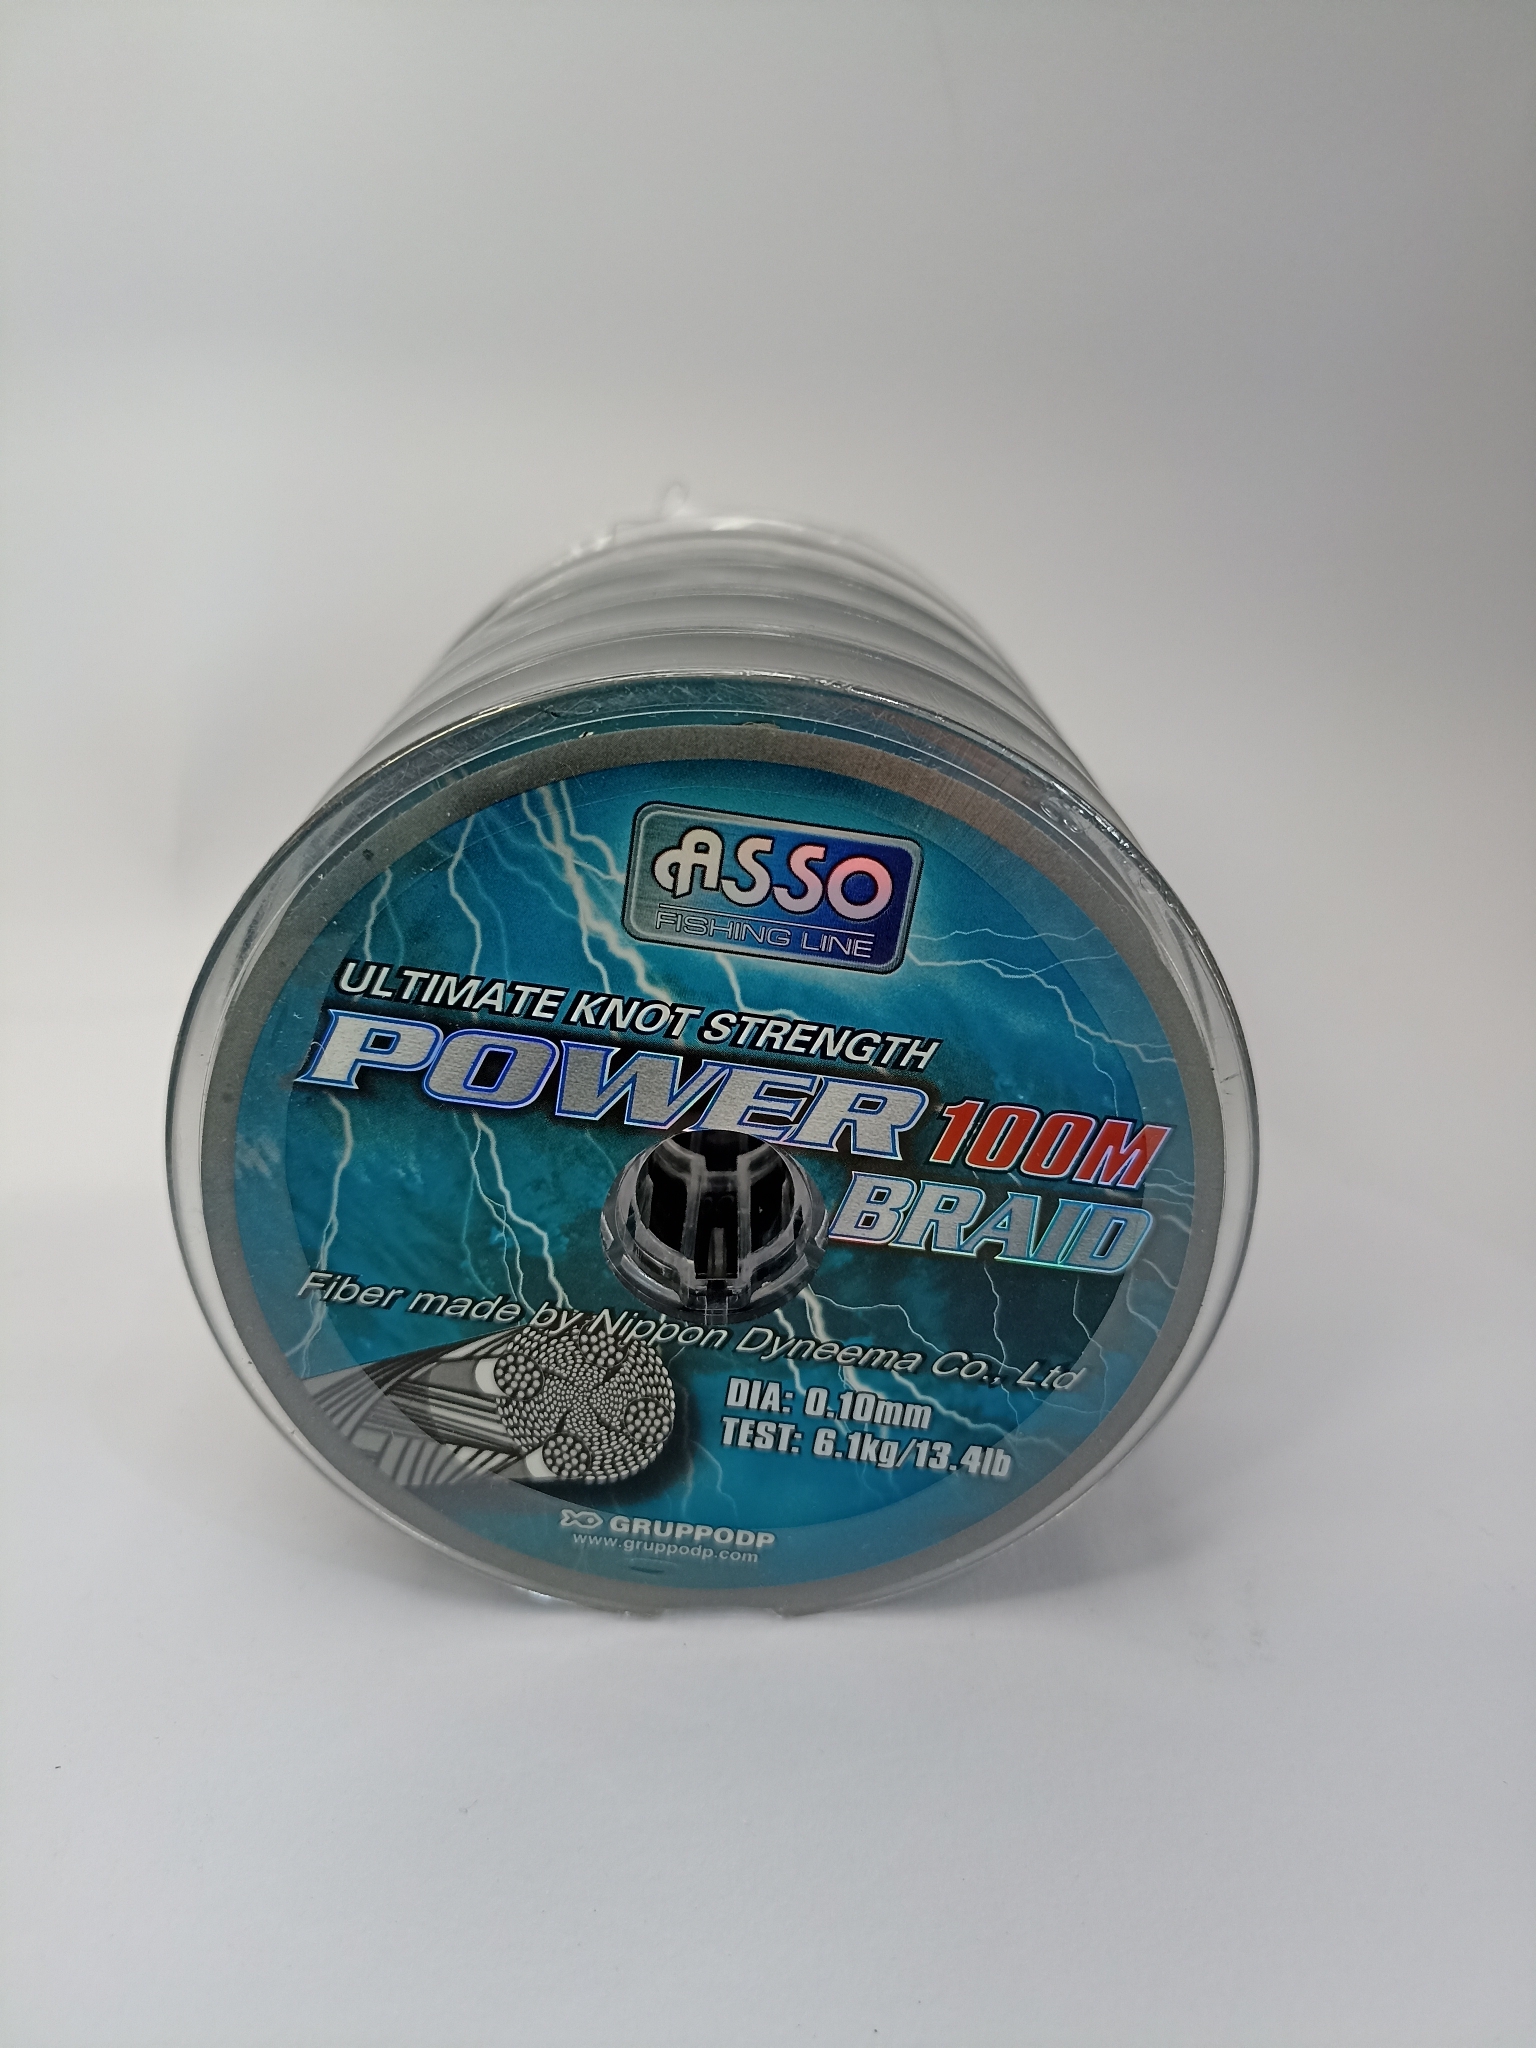 ASSO
FISHING LINE
ULTIMATE KNOT STRENGTH
POWER 100M
BRAID
Fiber made by Nippon Dyneema Co., Ltd
DIA: 0.10mm
TEST: 6.1kg/13.4lb
GRUPPODP
www.gruppodp.com